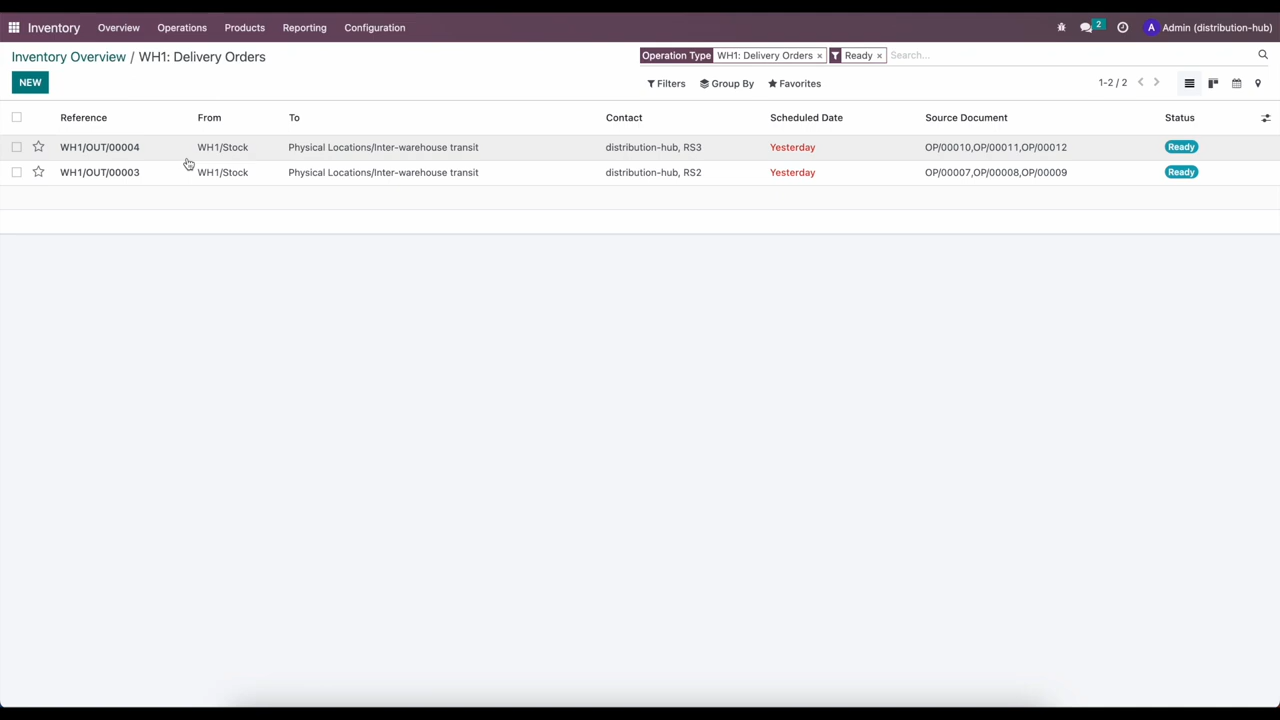 Inventory Overview Operations Products Reporting Configuration 2 A Admin (distribution-hub)
Inventory Overview / WH1: Delivery Orders Operation Type WH1: Delivery Orders × Ready × Search...
NEW Filters Group By Favorites 1-2 / 2
Reference From To Contact Scheduled Date Source Document Status
WH1/OUT/00004 WH1/Stock Physical Locations/Inter-warehouse transit distribution-hub, RS3 Yesterday OP/00010,OP/00011,OP/00012 Ready
WH1/OUT/00003 WH1/Stock Physical Locations/Inter-warehouse transit distribution-hub, RS2 Yesterday OP/00007,OP/00008,OP/00009 Ready